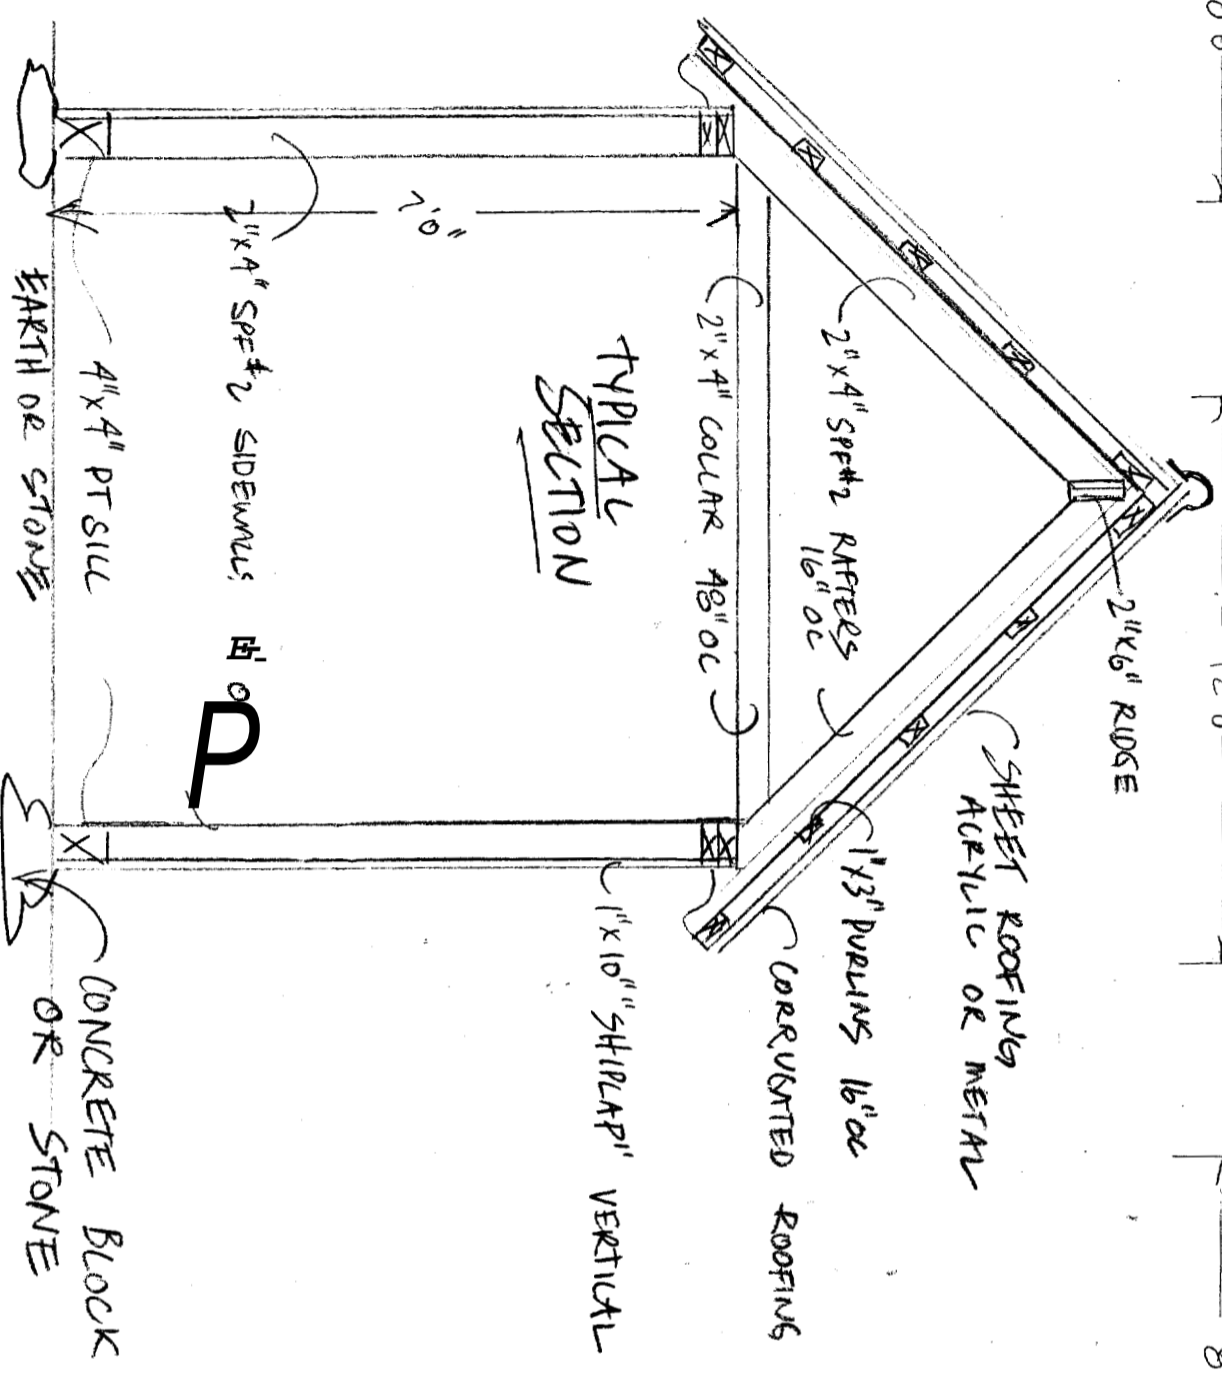 2"X6" RIDGE
SHEET ROOFING
ACRYLIC OR METAL
2"X4" SPF#2 RAFTERS
16" OC
1"X3" PURLINS 16" OC
CORRUGATED ROOFING
2"X4" COLLAR 48" OC
TYPICAL
SECTION
1"X10" "SHIPLAP" VERTICAL
7'0"
2"X4" SPF#2 SIDEWALLS
P
4"X4" PT SILL
CONCRETE BLOCK
OR STONE
EARTH OR STONE